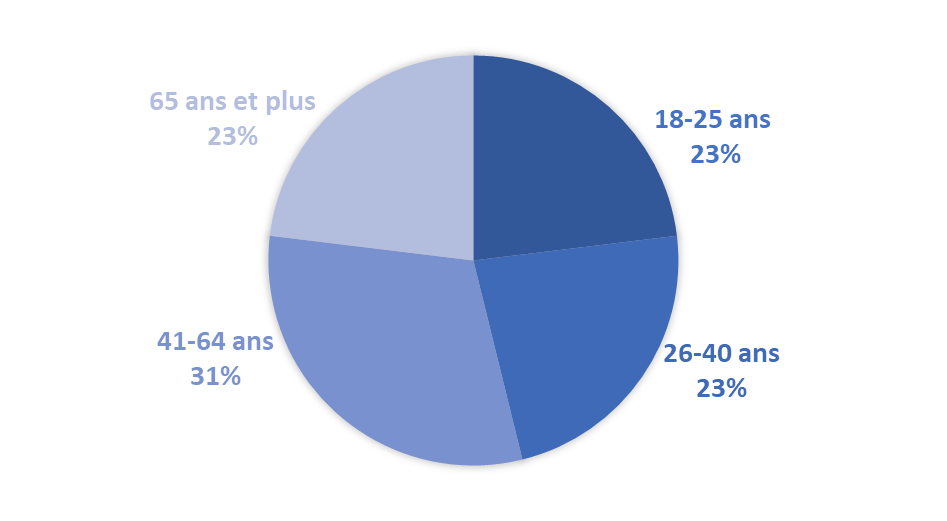 65 ans et plus
23%
18-25 ans
23%
41-64 ans
31%
26-40 ans
23%